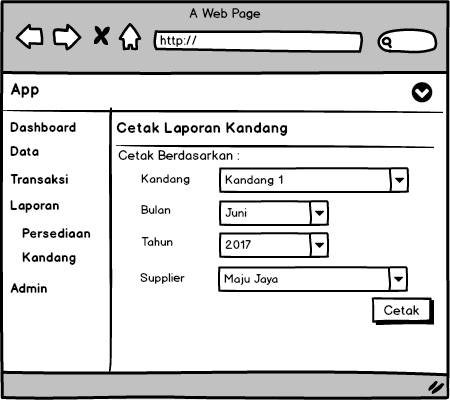 A Web Page
http://
App
Dashboard
Data
Transaksi
Laporan
Persediaan
Kandang
Admin
Cetak Laporan Kandang
Cetak Berdasarkan :
Kandang Kandang 1
Bulan Juni
Tahun 2017
Supplier Maju Jaya
Cetak